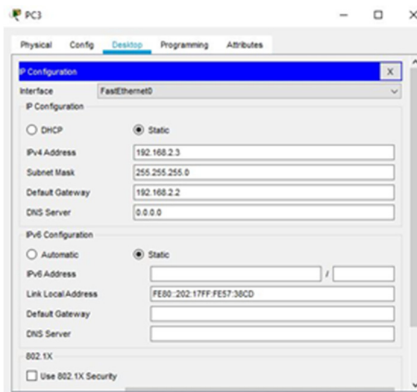 PC3
Physical Config Desktop Programming Attributes
IP Configuration X
Interface FastEthernet0
IP Configuration
DHCP Static
IPv4 Address 192.168.2.3
Subnet Mask 255.255.255.0
Default Gateway 192.168.2.2
DNS Server 0.0.0.0
IPv6 Configuration
Automatic Static
IPv6 Address /
Link Local Address FE80::202:17FF:FE57:38CD
Default Gateway
DNS Server
802.1X
Use 802.1X Security